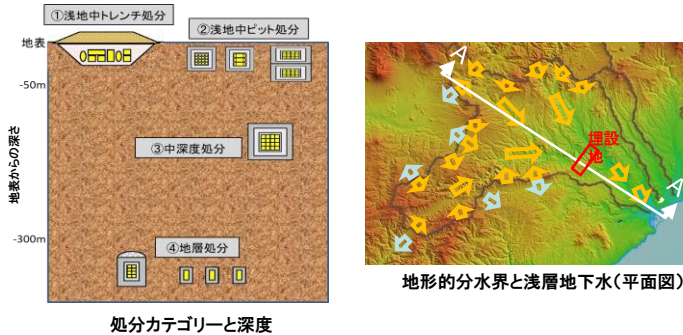 ①浅地中トレンチ処分
②浅地中ピット処分
地表
-50m
③中深度処分
地表からの深さ
-300m
④地層処分
処分カテゴリーと深度
A
埋設
地
A
地形的分水界と浅層地下水(平面図)